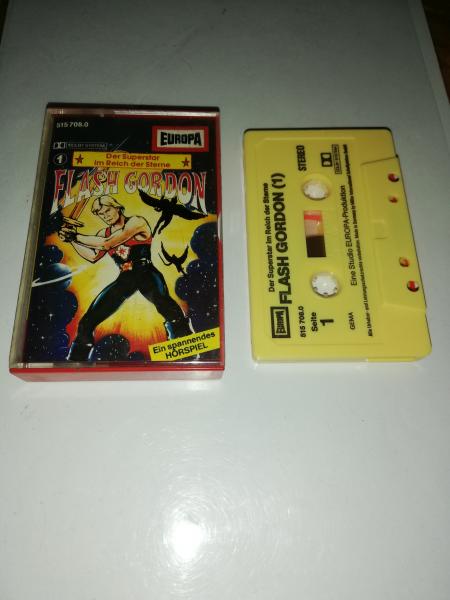 515 708.0
EUROPA
DOLBY SYSTEM
1
Der Superstar
im Reich der Sterne
FLASH GORDON
Ein spannendes
HÖRSPIEL
STEREO
Der Superstar im Reich der Sterne
FLASH GORDON (1)
EUROPA
515 708.0
Seite
1
GEMA
Eine Studio EUROPA-Produktion